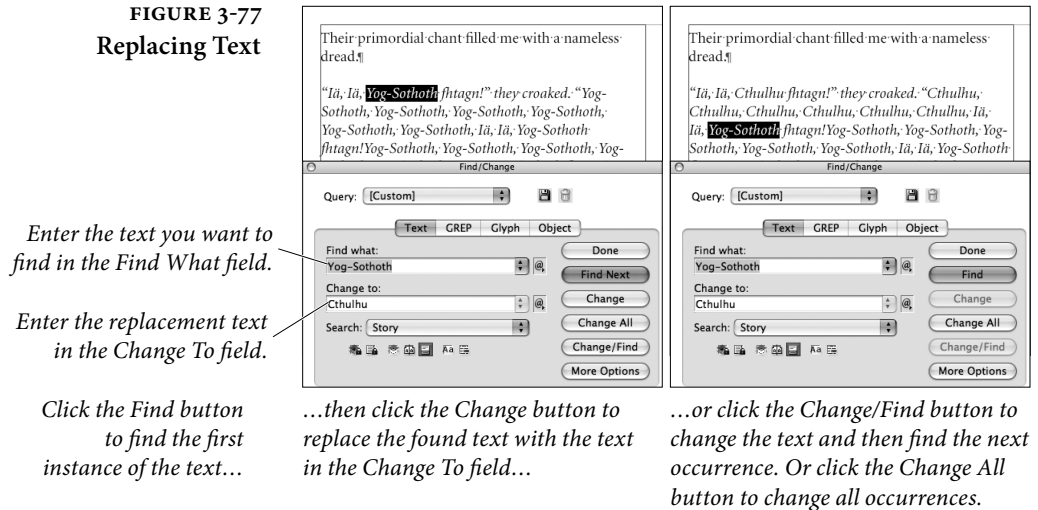 FIGURE 3-77
Replacing Text
Their primordial chant filled me with a nameless
dread.¶
“Iä, Iä, Yog-Sothoth fhtagn!” they croaked. “Yog-
Sothoth, Yog-Sothoth, Yog-Sothoth, Yog-Sothoth,
Yog-Sothoth, Yog-Sothoth, Iä, Iä, Yog-Sothoth
fhtagn!Yog-Sothoth, Yog-Sothoth, Yog-Sothoth, Yog-
Find/Change
Query: [Custom]
Text GREP Glyph Object
Find what:
Yog-Sothoth
Change to:
Cthulhu
Search: Story
Done
Find Next
Change
Change All
Change/Find
More Options
Their primordial chant filled me with a nameless
dread.¶
“Iä, Iä, Cthulhu fhtagn!” they croaked. “Cthulhu,
Cthulhu, Cthulhu, Cthulhu, Cthulhu, Cthulhu, Iä,
Iä, Yog-Sothoth fhtagn!Yog-Sothoth, Yog-Sothoth, Yog-
Sothoth, Yog-Sothoth, Yog-Sothoth, Iä, Iä, Yog-Sothoth
Find/Change
Query: [Custom]
Text GREP Glyph Object
Find what:
Yog-Sothoth
Change to:
Cthulhu
Search: Story
Done
Find
Change
Change All
Change/Find
More Options
Enter the text you want to
find in the Find What field.
Enter the replacement text
in the Change To field.
Click the Find button
to find the first
instance of the text…
…then click the Change button to
replace the found text with the text
in the Change To field…
…or click the Change/Find button to
change the text and then find the next
occurrence. Or click the Change All
button to change all occurrences.